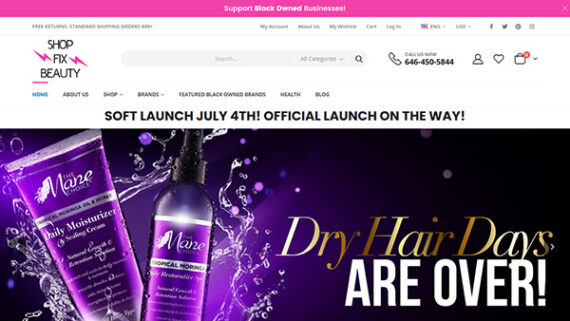 Support Black Owned Businesses!
FREE RETURNS. STANDARD SHIPPING ORDERS $99+
My Account About Us My Wishlist Cart Log In ENG USD
SHOP
FIX
BEAUTY
Search... All Categories
CALL US NOW
646-450-5844
0
HOME ABOUT US SHOP BRANDS FEATURED BLACK OWNED BRANDS HEALTH BLOG
SOFT LAUNCH JULY 4TH! OFFICIAL LAUNCH ON THE WAY!
THE
Mane
CHOICE
TROPICAL MORINGA OIL & HONEY
Daily Moisturizer
& Sealing Cream
Natural Growth &
Retention Solution
THE
Mane
CHOICE
TROPICAL MORINGA
Daily Restorative
Natural Growth &
Retention Solution
Dry Hair Days
ARE OVER!